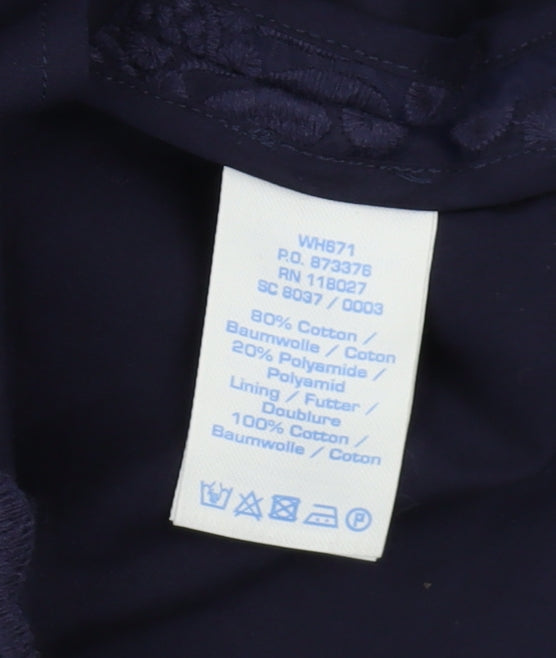 WH671
P.O. 873376
RN 118027
SC 8037 / 0003
80% Cotton /
Baumwolle / Coton
20% Polyamide /
Polyamid
Lining / Futter /
Doublure
100% Cotton /
Baumwolle / Coton
P